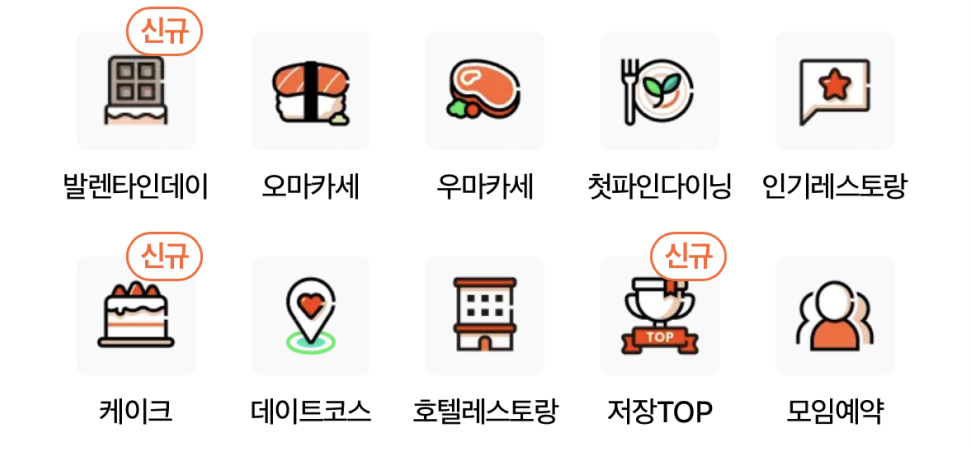 신규
발렌타인데이 오마카세 우마카세 첫파인다이닝 인기레스토랑
신규 신규
TOP
케이크 데이트코스 호텔레스토랑 저장TOP 모임예약